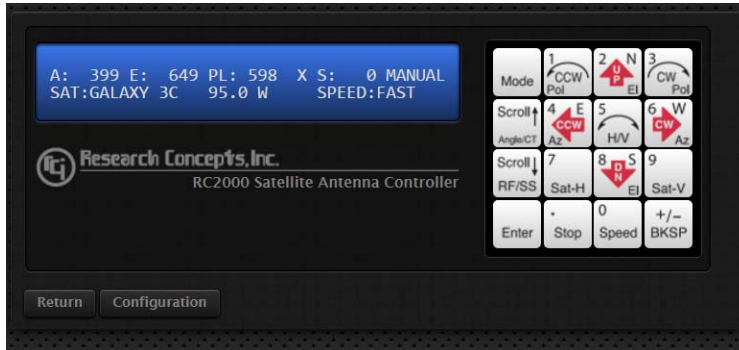 A: 399 E: 649 PL: 598 X S: 0 MANUAL
SAT:GALAXY 3C 95.0 W SPEED:FAST
rci Research Concepts, Inc.
RC2000 Satellite Antenna Controller
Mode
1 CCW Pol
2 N UP El
3 CW Pol
Scroll Angle/CT
4 E CCW Az
5 H/V
6 W CW Az
Scroll RF/SS
7 Sat-H
8 S DN El
9 Sat-V
Enter
. Stop
0 Speed
+/- BKSP
Return Configuration